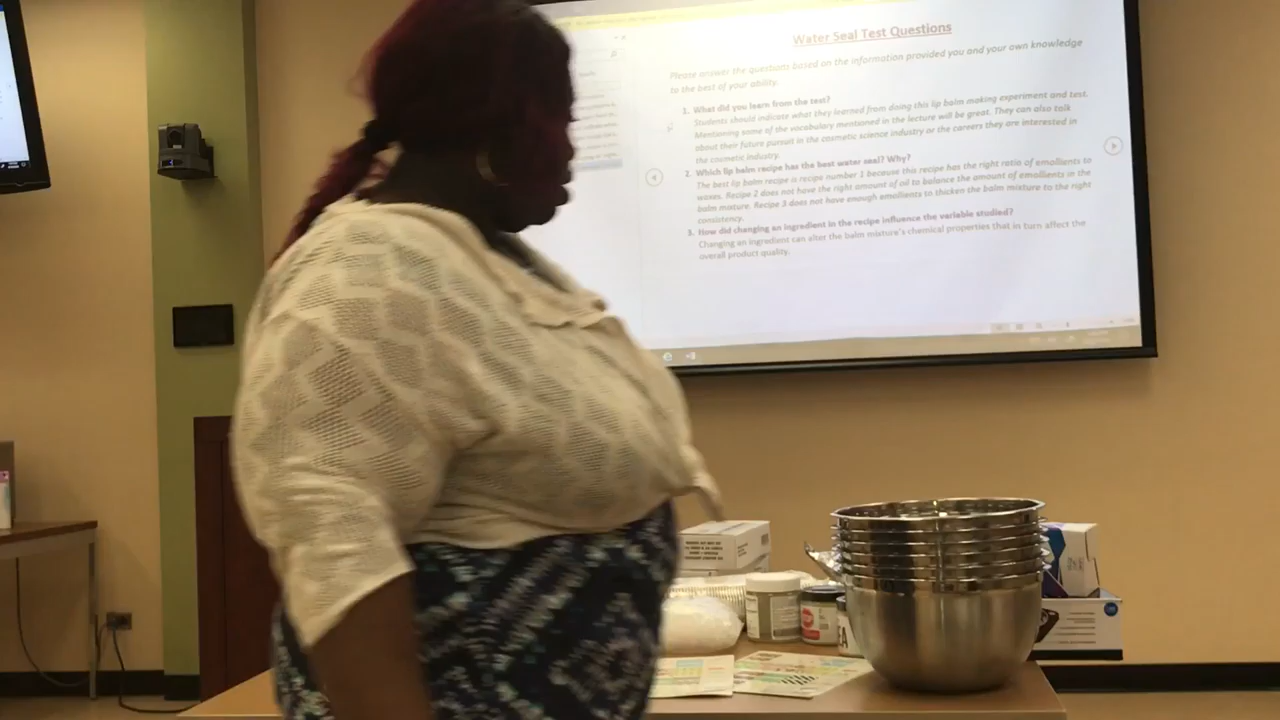 Water Seal Test Questions
Please answer the questions based on the information provided you and your own knowledge
to the best of your ability.
1. What did you learn from the test?
Students should indicate what they learned from doing this lip balm making experiment and test.
Mentioning some of the vocabulary mentioned in the lecture will be great. They can also talk
about their future pursuit in the cosmetic science industry or the careers they are interested in
the cosmetic industry.
2. Which lip balm recipe has the best water seal? Why?
The best lip balm recipe is recipe number 1 because this recipe has the right ratio of emollients to
waxes. Recipe 2 does not have the right amount of oil to balance the amount of emollients in the
balm mixture. Recipe 3 does not have enough emollients to thicken the balm mixture to the right
consistency.
3. How did changing an ingredient in the recipe influence the variable studied?
Changing an ingredient can alter the balm mixture's chemical properties that in turn affect the
overall product quality.